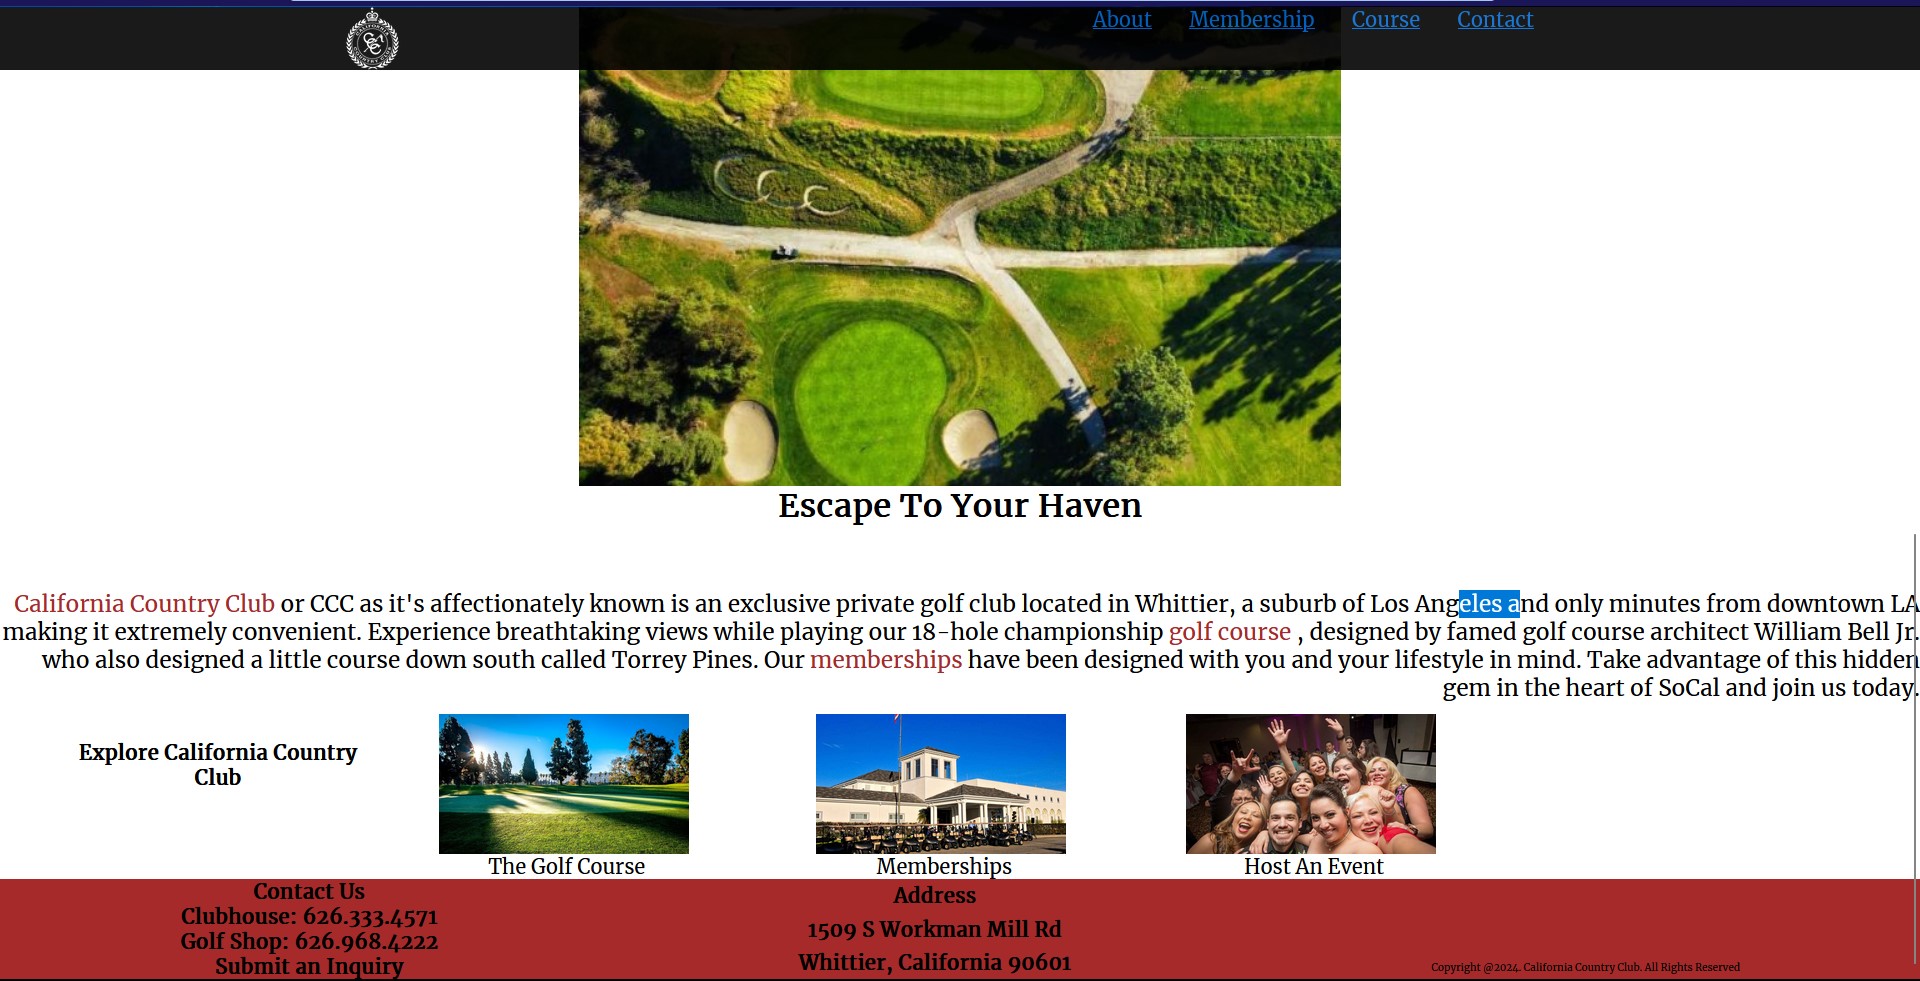 About Membership Course Contact
CALIFORNIA
CCC
COUNTRY CLUB
CCC
Escape To Your Haven
California Country Club or CCC as it's affectionately known is an exclusive private golf club located in Whittier, a suburb of Los Angeles and only minutes from downtown LA
making it extremely convenient. Experience breathtaking views while playing our 18-hole championship golf course , designed by famed golf course architect William Bell Jr.
who also designed a little course down south called Torrey Pines. Our memberships have been designed with you and your lifestyle in mind. Take advantage of this hidden
gem in the heart of SoCal and join us today.
Explore California Country
Club
The Golf Course
Memberships
Host An Event
Contact Us
Clubhouse: 626.333.4571
Golf Shop: 626.968.4222
Submit an Inquiry
Address
1509 S Workman Mill Rd
Whittier, California 90601
Copyright @2024. California Country Club. All Rights Reserved